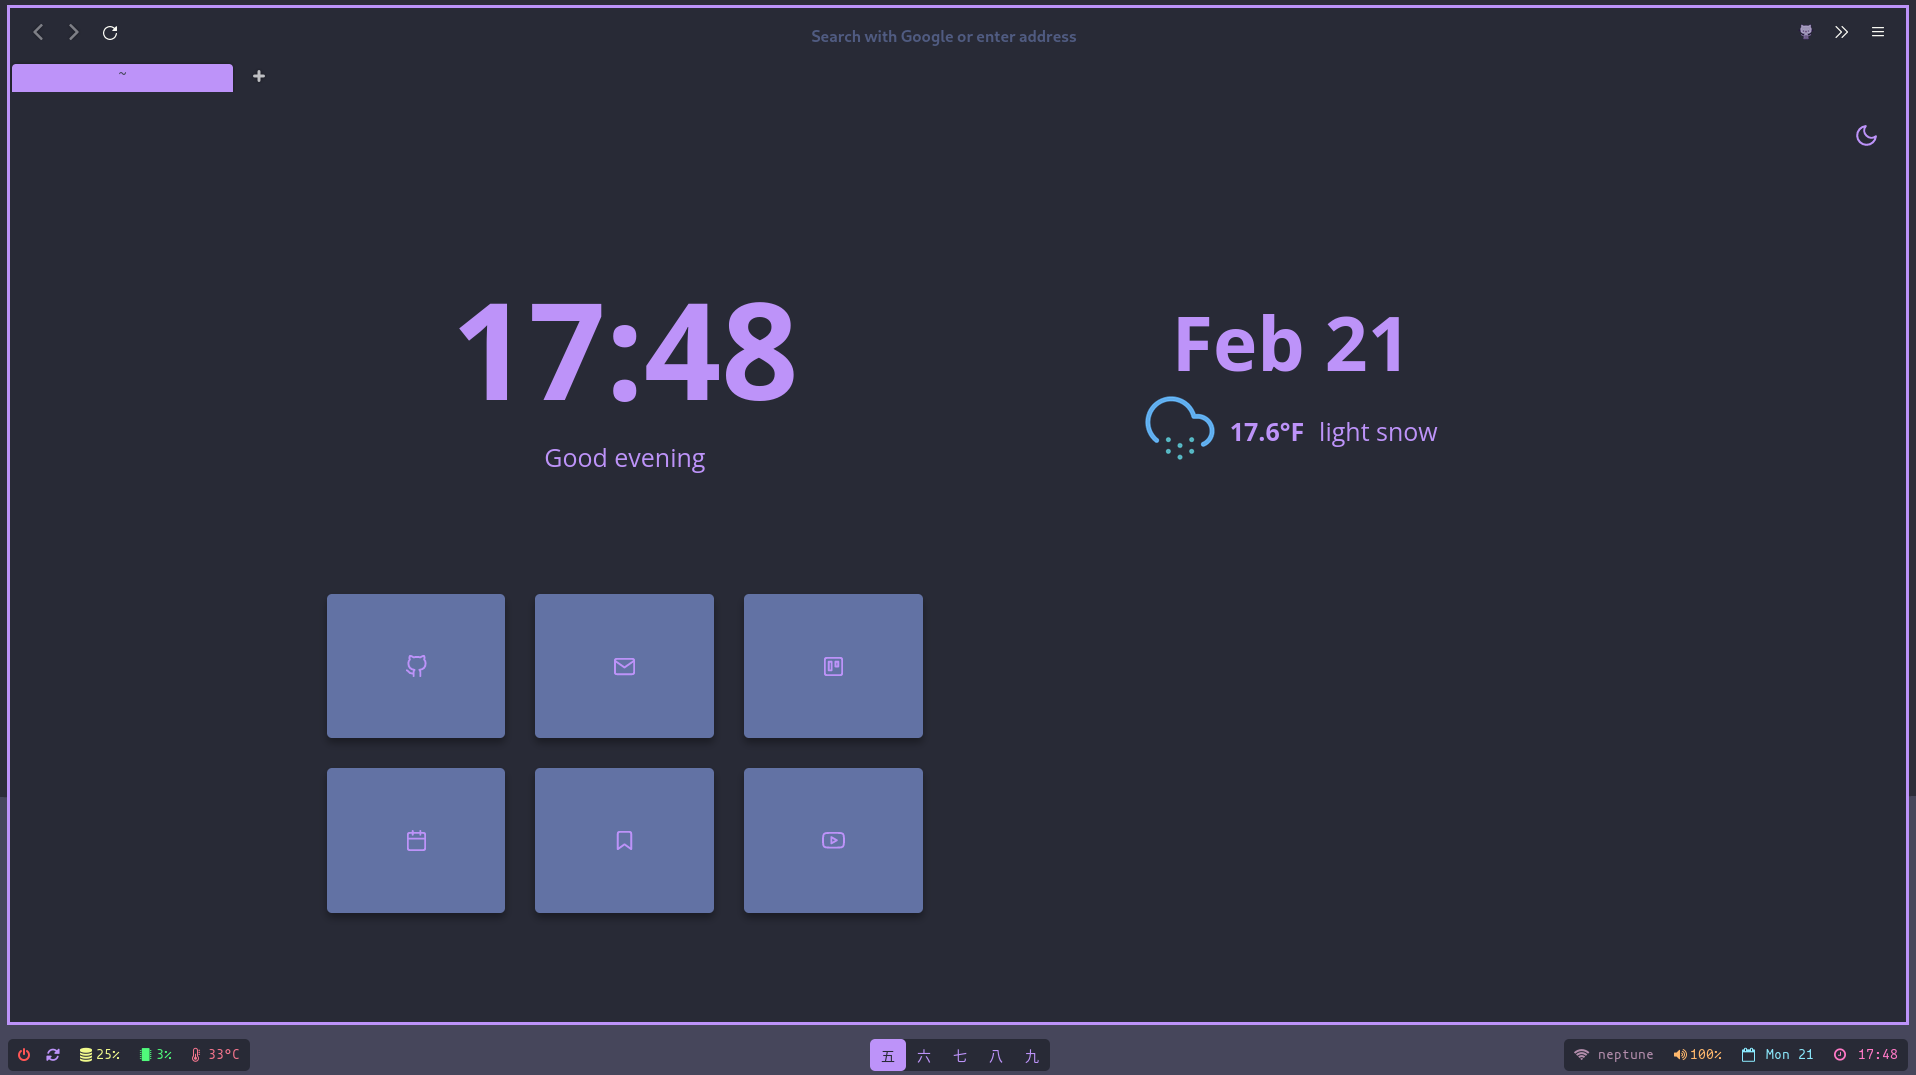 Search with Google or enter address
~
17:48
Good evening
Feb 21
17.6°F light snow
25% 3% 33°C
五 六 七 八 九
neptune 100% Mon 21 17:48